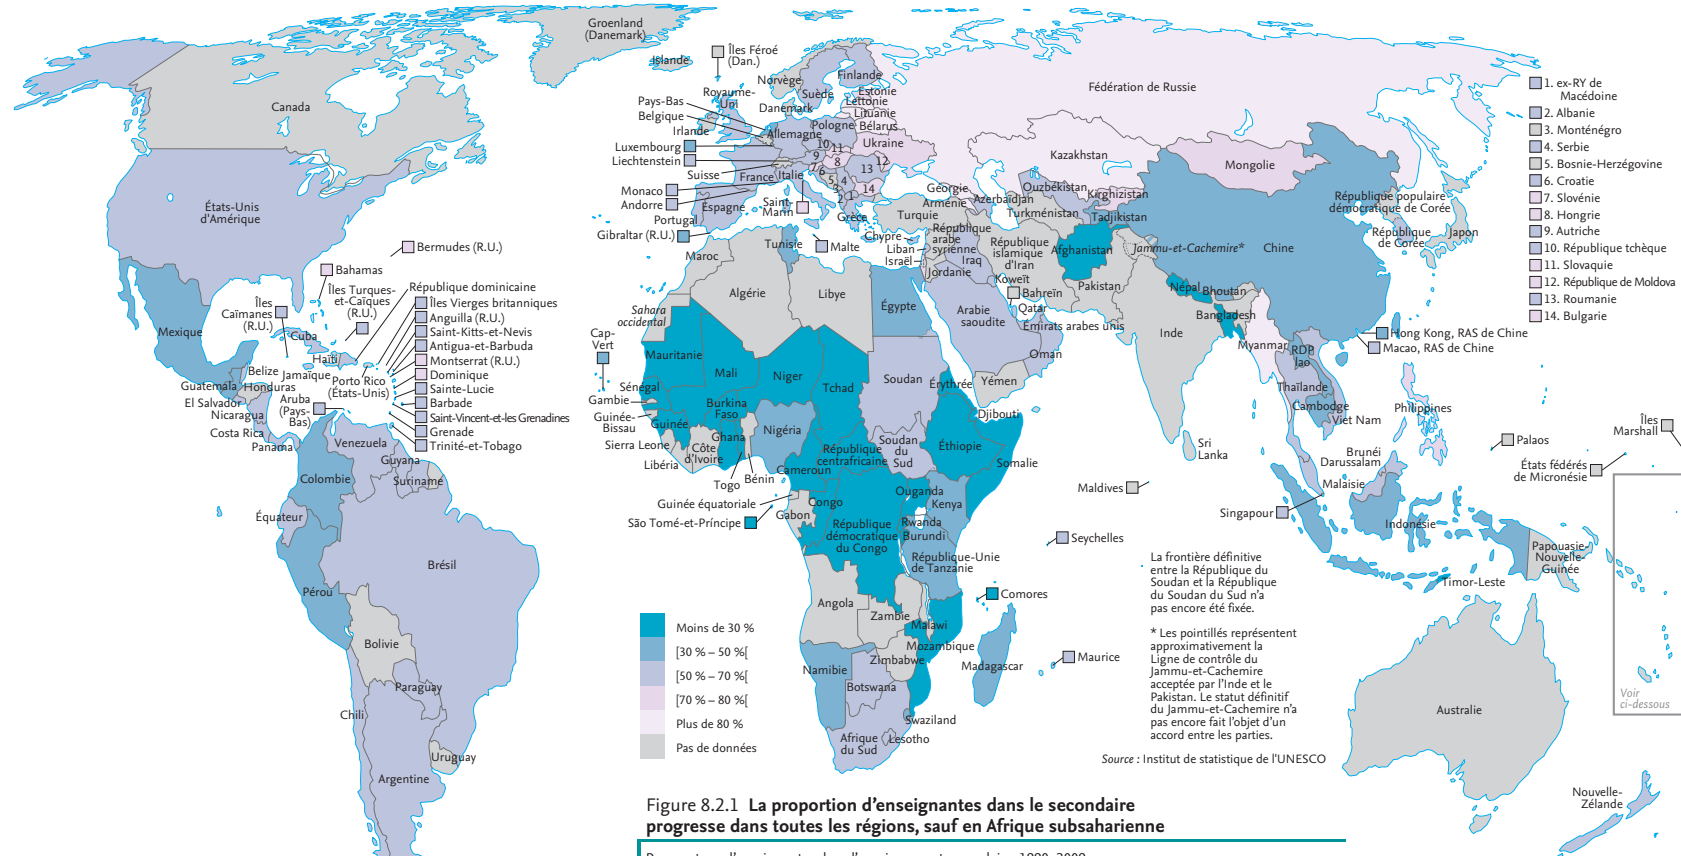 Groenland
(Danemark)
Canada
États-Unis
d'Amérique
Mexique
Bermudes (R.U.)
Bahamas
République dominicaine
Îles Turques-
et-Caïques
(R.U.)
Îles
Caïmanes
(R.U.)
Cuba
Haïti
Îles Vierges britanniques
Anguilla (R.U.)
Saint-Kitts-et-Nevis
Antigua-et-Barbuda
Montserrat (R.U.)
Dominique
Sainte-Lucie
Barbade
Saint-Vincent-et-les Grenadines
Grenade
Trinité-et-Tobago
Belize
Jamaïque
Porto Rico
(États-Unis)
Guatemala
Honduras
El Salvador
Nicaragua
Costa Rica
Panama
Aruba
(Pays-
Bas)
Venezuela
Guyana
Suriname
Colombie
Équateur
Pérou
Brésil
Bolivie
Paraguay
Chili
Uruguay
Argentine
Islande
Îles Féroé
(Dan.)
Norvège
Suède
Finlande
Estonie
Lettonie
Lituanie
Bélarus
Danemark
Royaume-
Uni
Pays-Bas
Belgique
Irlande
Luxembourg
Liechtenstein
Suisse
Monaco
Andorre
Portugal
Gibraltar (R.U.)
Allemagne
Pologne
Ukraine
France
Italie
Espagne
Saint-
Marin
Grèce
Malte
10
11
9
8
12
7
6
13
5
4
3
14
2
1
Fédération de Russie
Kazakhstan
Mongolie
Géorgie
Arménie
Azerbaïdjan
Turquie
Ouzbékistan
Turkménistan
Kirghizistan
Tadjikistan
République populaire
démocratique de Corée
République
de Corée
Japon
Chine
Chypre
Liban
Israël
République
arabe
syrienne
Iraq
Jordanie
République
islamique
d'Iran
Afghanistan
Jammu-et-Cachemire*
Pakistan
Koweït
Bahreïn
Qatar
Émirats arabes unis
Arabie
saoudite
Oman
Yémen
Népal
Bhoutan
Bangladesh
Inde
Myanmar
RDP
lao
Thaïlande
Cambodge
Viet Nam
Philippines
Hong Kong, RAS de Chine
Macao, RAS de Chine
Sri
Lanka
Maldives
Brunéi
Darussalam
Malaisie
Singapour
Indonésie
Timor-Leste
Papouasie-
Nouvelle-
Guinée
Palaos
Îles
Marshall
États fédérés
de Micronésie
Australie
Nouvelle-
Zélande
Voir
ci-dessous
Tunisie
Maroc
Algérie
Libye
Égypte
Sahara
occidental
Cap-
Vert
Mauritanie
Mali
Niger
Tchad
Soudan
Érythrée
Djibouti
Sénégal
Gambie
Guinée-
Bissau
Guinée
Sierra Leone
Libéria
Côte
d'Ivoire
Burkina
Faso
Ghana
Togo
Bénin
Nigéria
Cameroun
République
centrafricaine
Soudan
du
Sud
Éthiopie
Somalie
Guinée équatoriale
São Tomé-et-Príncipe
Gabon
Congo
République
démocratique
du Congo
Ouganda
Kenya
Rwanda
Burundi
République-Unie
de Tanzanie
Seychelles
Comores
Angola
Zambie
Malawi
Mozambique
Zimbabwe
Madagascar
Maurice
Namibie
Botswana
Swaziland
Lesotho
Afrique
du Sud
1. ex-RY de
Macédoine
2. Albanie
3. Monténégro
4. Serbie
5. Bosnie-Herzégovine
6. Croatie
7. Slovénie
8. Hongrie
9. Autriche
10. République tchèque
11. Slovaquie
12. République de Moldova
13. Roumanie
14. Bulgarie
Moins de 30 %
[30 % – 50 %[
[50 % – 70 %[
[70 % – 80 %[
Plus de 80 %
Pas de données
La frontière définitive
entre la République du
Soudan et la République
du Soudan du Sud n'a
pas encore été fixée.
* Les pointillés représentent
approximativement la
Ligne de contrôle du
Jammu-et-Cachemire
acceptée par l'Inde et le
Pakistan. Le statut définitif
du Jammu-et-Cachemire n'a
pas encore fait l'objet d'un
accord entre les parties.
Source : Institut de statistique de l'UNESCO
Figure 8.2.1 La proportion d'enseignantes dans le secondaire
progresse dans toutes les régions, sauf en Afrique subsaharienne